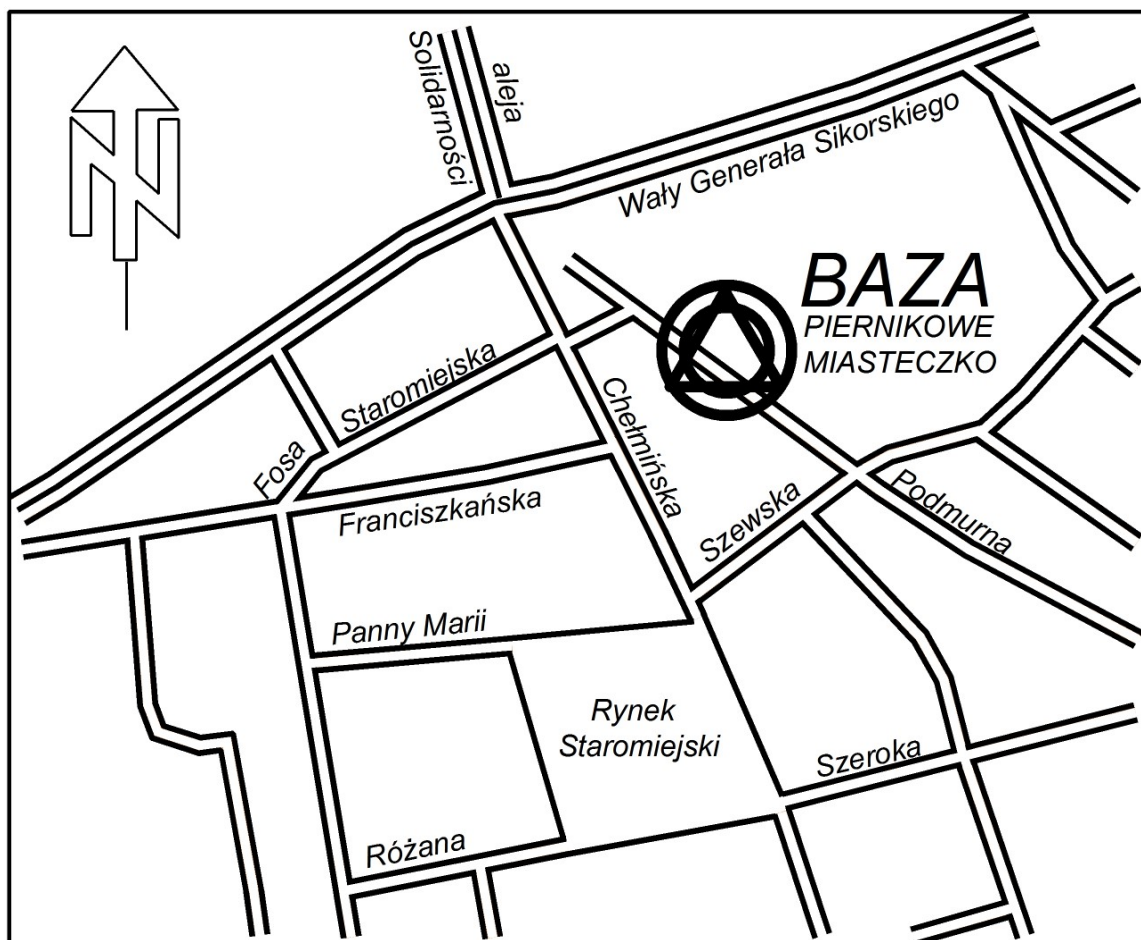 Solidarności
aleja
Wały Generała Sikorskiego
BAZA
PIERNIKOWE
MIASTECZKO
Staromiejska
Fosa
Chełmińska
Franciszkańska
Szewska
Podmurna
Panny Marii
Rynek
Staromiejski
Szeroka
Różana
N